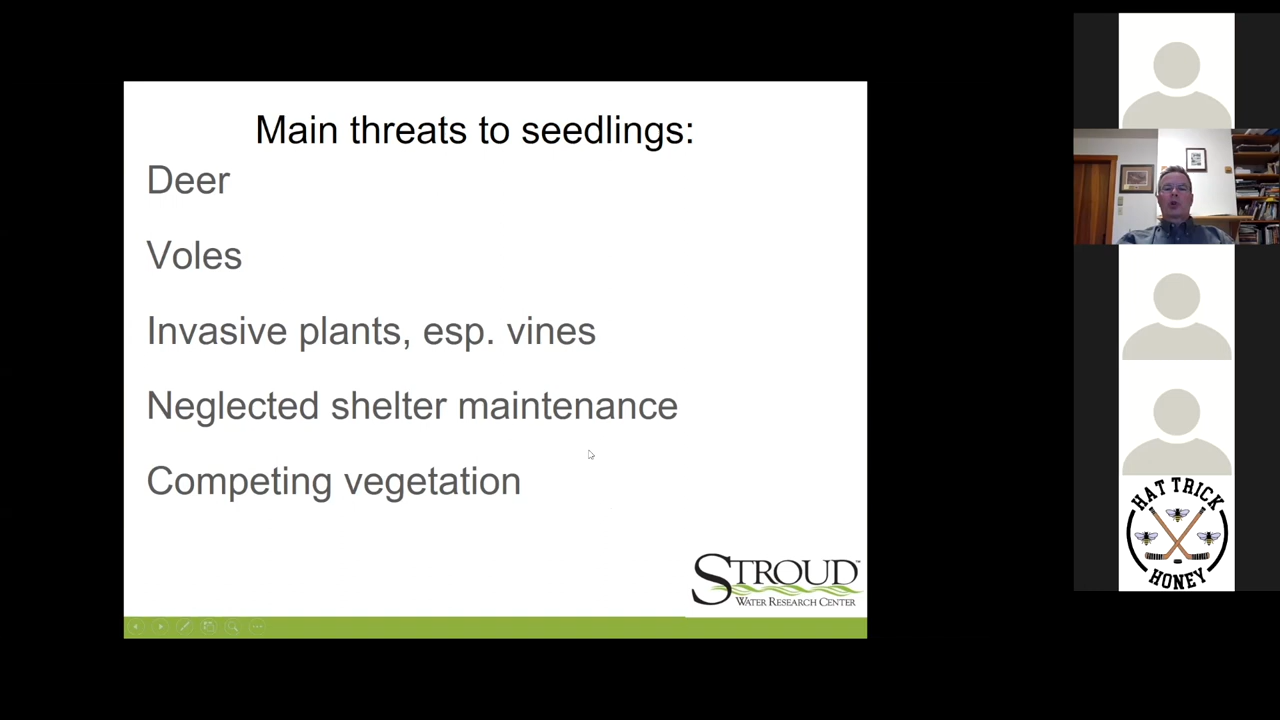 Main threats to seedlings:
Deer
Voles
Invasive plants, esp. vines
Neglected shelter maintenance
Competing vegetation
STROUD™
WATER RESEARCH CENTER
HAT TRICK
HONEY